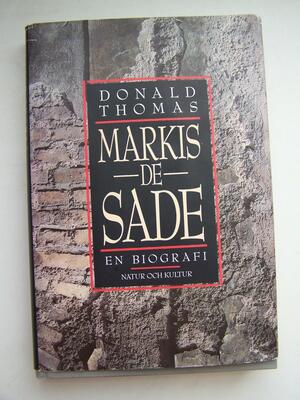 DONALD
THOMAS
MARKIS
DE
SADE
EN BIOGRAFI
NATUR OCH KULTUR